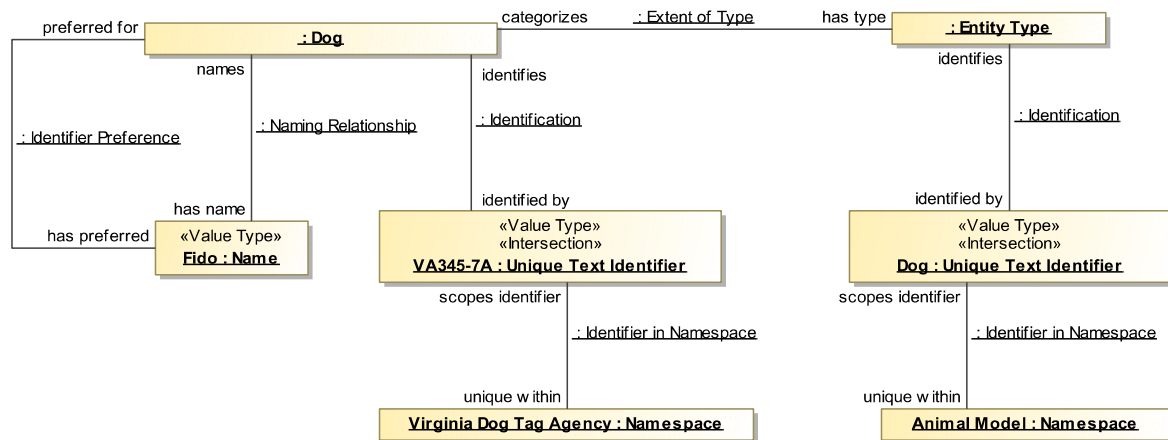 categorizes
: Extent of Type
has type
preferred for
: Dog
: Entity Type
names
identifies
identifies
: Identifier Preference
: Naming Relationship
: Identification
: Identification
has name
identified by
identified by
has preferred
«Value Type»
Fido : Name
«Value Type»
«Intersection»
VA345-7A : Unique Text Identifier
«Value Type»
«Intersection»
Dog : Unique Text Identifier
scopes identifier
scopes identifier
: Identifier in Namespace
: Identifier in Namespace
unique within
unique within
Virginia Dog Tag Agency : Namespace
Animal Model : Namespace